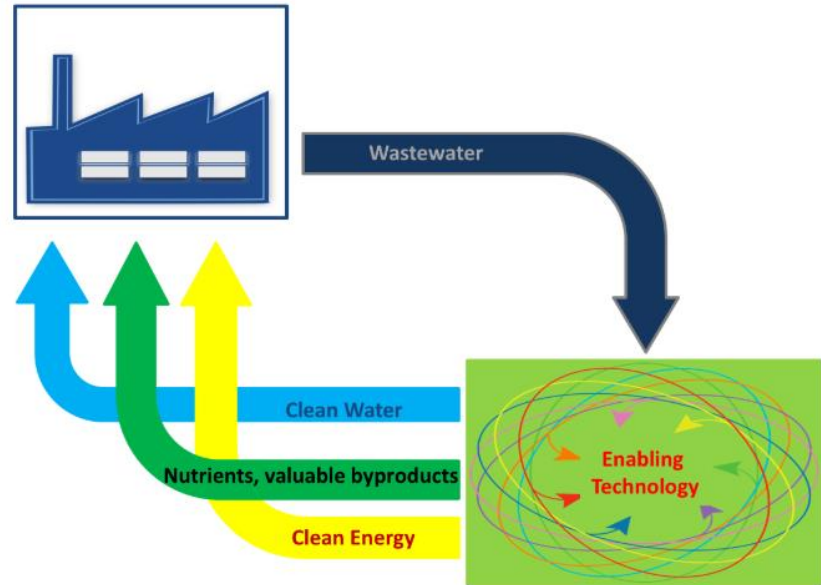 Wastewater
Clean Water
Enabling
Technology
Nutrients, valuable byproducts
Clean Energy